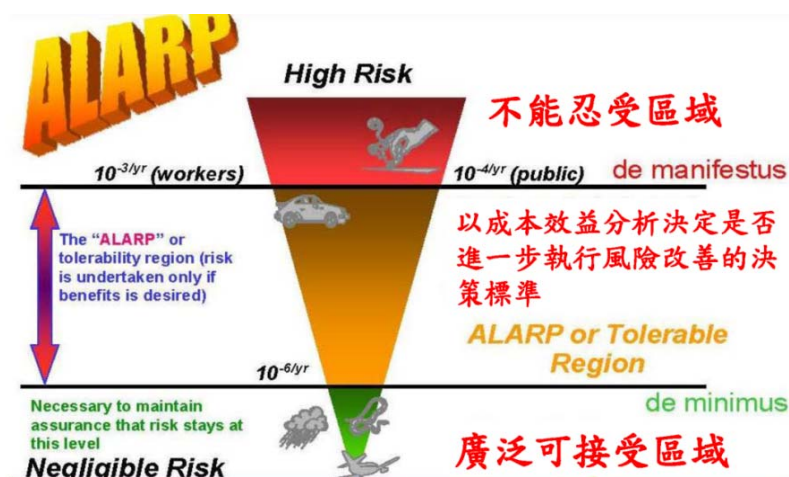 ALARP
High Risk
不能忍受區域
10-3/yr (workers)
10-4/yr (public)
de manifestus
The “ALARP” or
tolerability region (risk
is undertaken only if
benefits is desired)
以成本效益分析決定是否
進一步執行風險改善的決
策標準
ALARP or Tolerable
Region
10-6/yr
de minimus
Necessary to maintain
assurance that risk stays at
this level
Negligible Risk
廣泛可接受區域